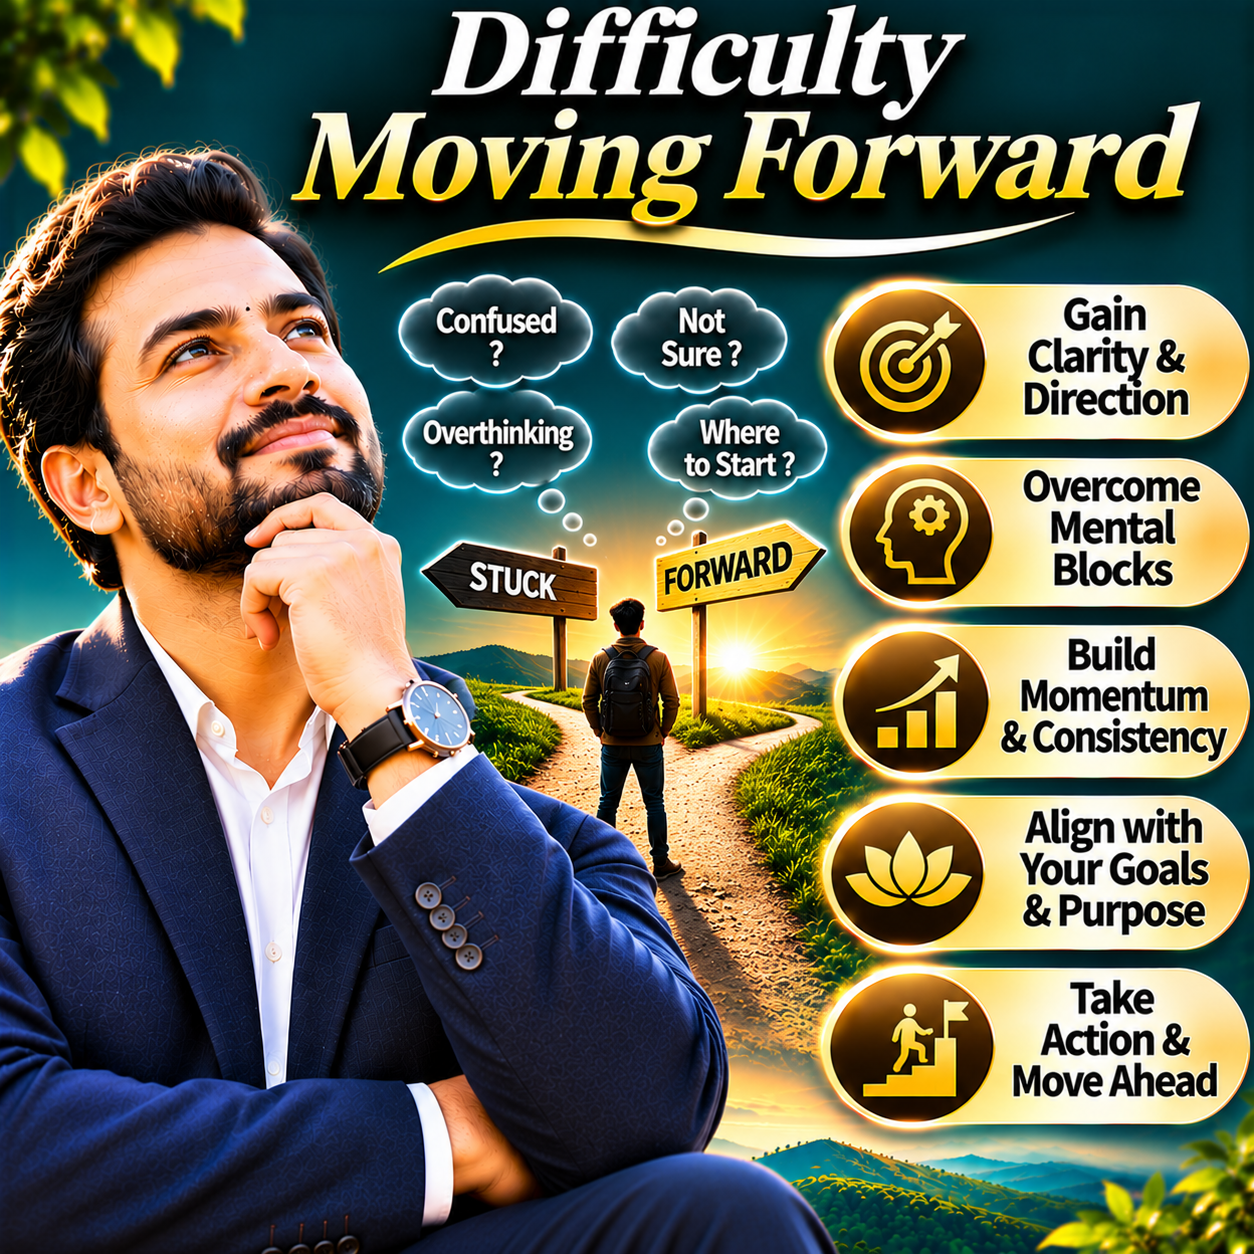 Difficulty
Moving Forward
Confused
?
Not
Sure ?
Overthinking
?
Where
to Start ?
STUCK
FORWARD
Gain
Clarity &
Direction
Overcome
Mental
Blocks
Build
Momentum
& Consistency
Align with
Your Goals
& Purpose
Take
Action &
Move Ahead